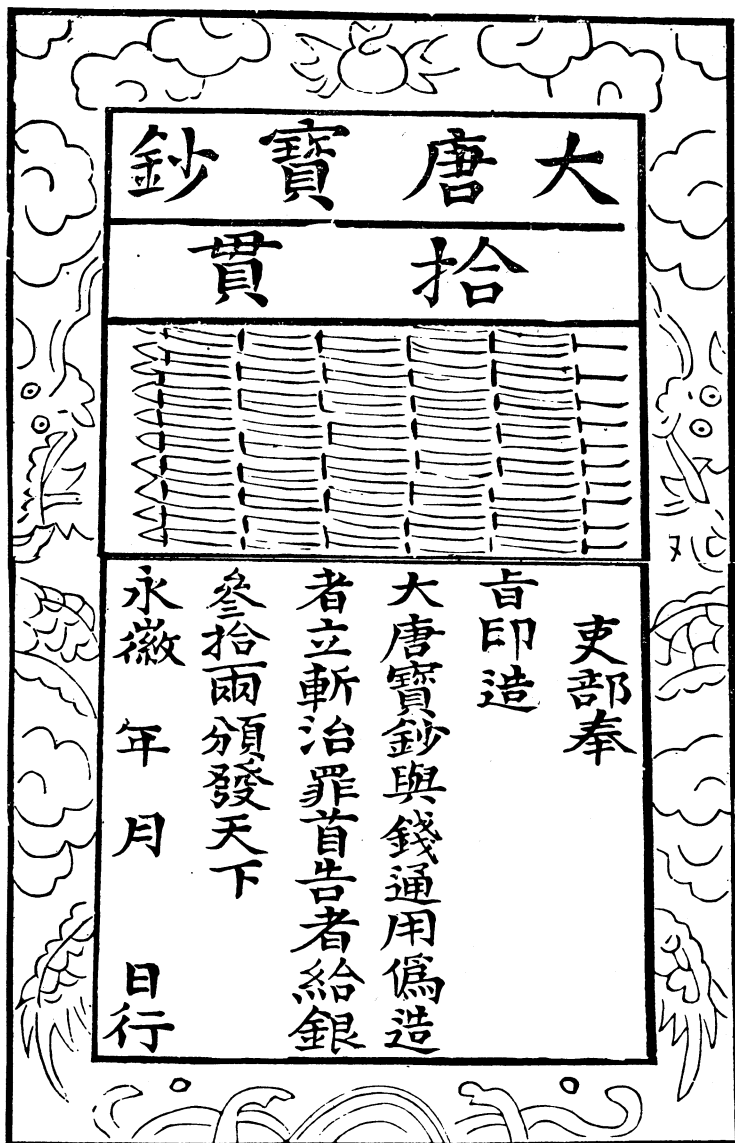 大唐寶鈔
拾貫
吏部奉
旨印造
大唐寶鈔與錢通用僞造
者立斬治罪首告者給銀
叁拾兩頒發天下
永徽 年 月 日行